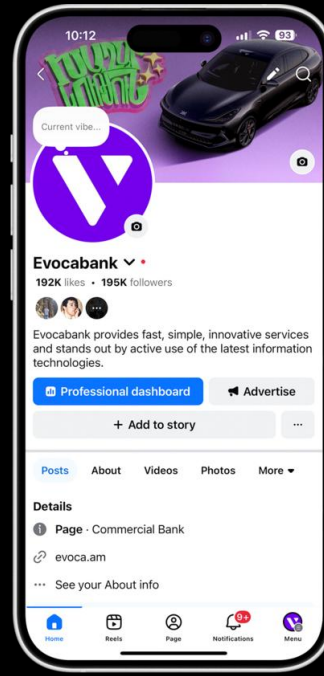 10:12
93
Current vibe...
Evocabank
192K likes • 195K followers
Evocabank provides fast, simple, innovative services
and stands out by active use of the latest information
technologies.
Professional dashboard
Advertise
+ Add to story
Posts About Videos Photos More
Details
Page · Commercial Bank
evoca.am
See your About info
9+
Home Reels Page Notifications Menu